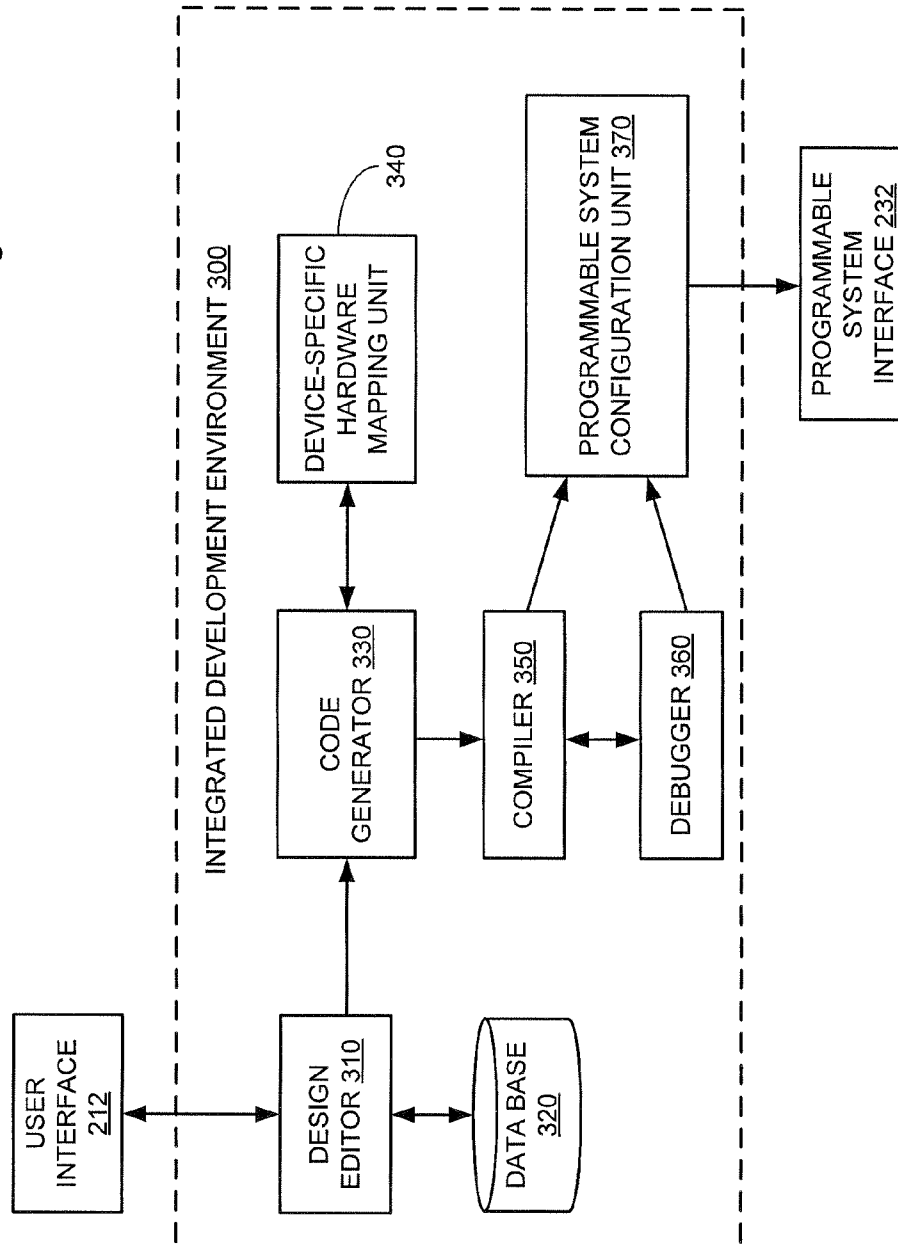 USER
INTERFACE
212
INTEGRATED DEVELOPMENT ENVIRONMENT 300
DESIGN
EDITOR 310
DATA BASE
320
CODE
GENERATOR 330
DEVICE-SPECIFIC
HARDWARE
MAPPING UNIT
340
COMPILER 350
DEBUGGER 360
PROGRAMMABLE SYSTEM
CONFIGURATION UNIT 370
PROGRAMMABLE
SYSTEM
INTERFACE 232